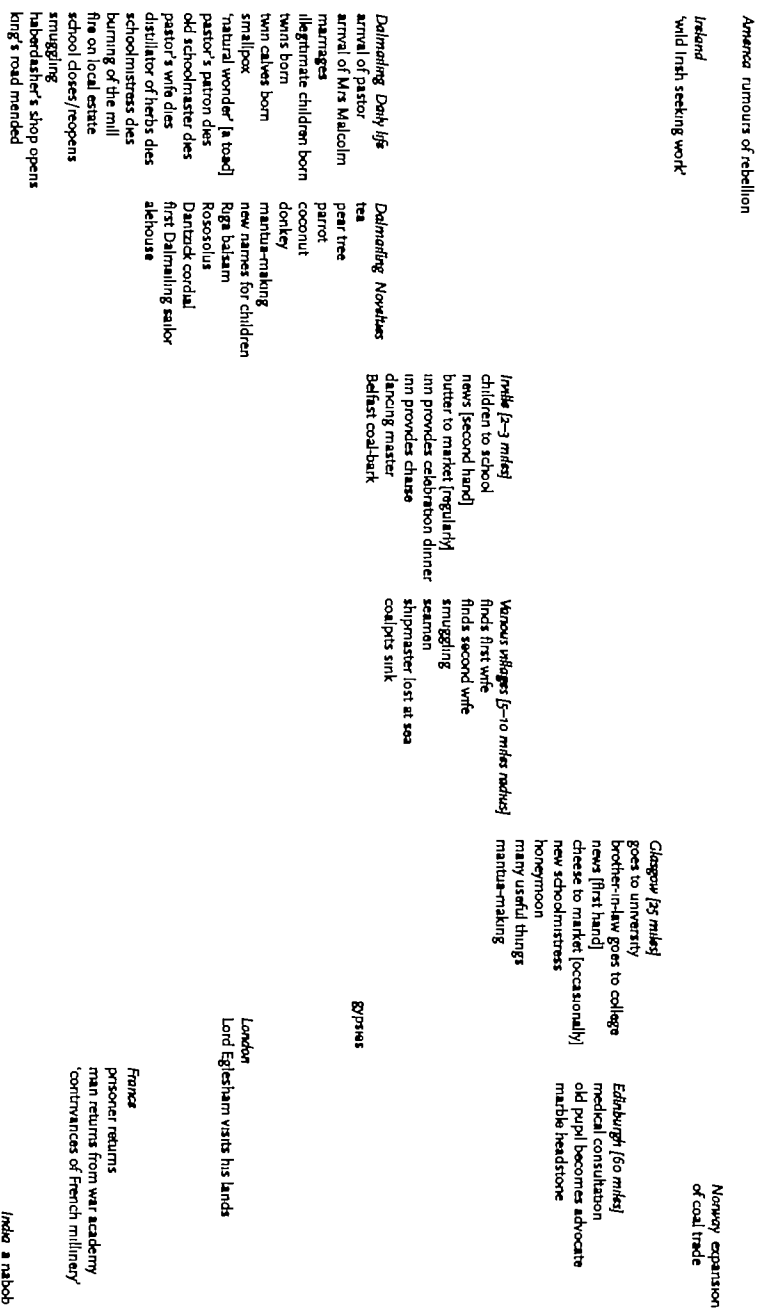 America rumours of rebellion
Ireland
'wild Irish seeking work'
Norway expansion
of coal trade
Glasgow [25 miles]
goes to university
brother-in-law goes to college
news [first hand]
cheese to market [occasionally]
new schoolmistress
honeymoon
many useful things
mantua-making
Edinburgh [60 miles]
medical consultation
old pupil becomes advocate
marble headstone
Irville [2–3 miles]
children to school
news [second hand]
butter to market [regularly]
inn provides celebration dinner
inn provides chaise
dancing master
Belfast coal-bark
Various villages [5–10 miles radius]
finds first wife
finds second wife
smuggling
seamen
shipmaster lost at sea
coalpits sink
Dalmailing Daily life
arrival of pastor
arrival of Mrs Malcolm
marriages
illegitimate children born
twins born
twin calves born
smallpox
'natural wonder' [a toad]
pastor's patron dies
old schoolmaster dies
pastor's wife dies
distillator of herbs dies
schoolmistress dies
burning of the mill
fire on local estate
school closes/reopens
smuggling
haberdasher's shop opens
king's road mended
Dalmailing Novelties
tea
pear tree
parrot
coconut
donkey
mantua-making
new names for children
Riga balsam
Rososolus
Dantzick cordial
first Dalmailing sailor
alehouse
gypsies
London
Lord Eglesham visits his lands
France
prisoner returns
man returns from war academy
'contrivances of French millinery'
India a nabob